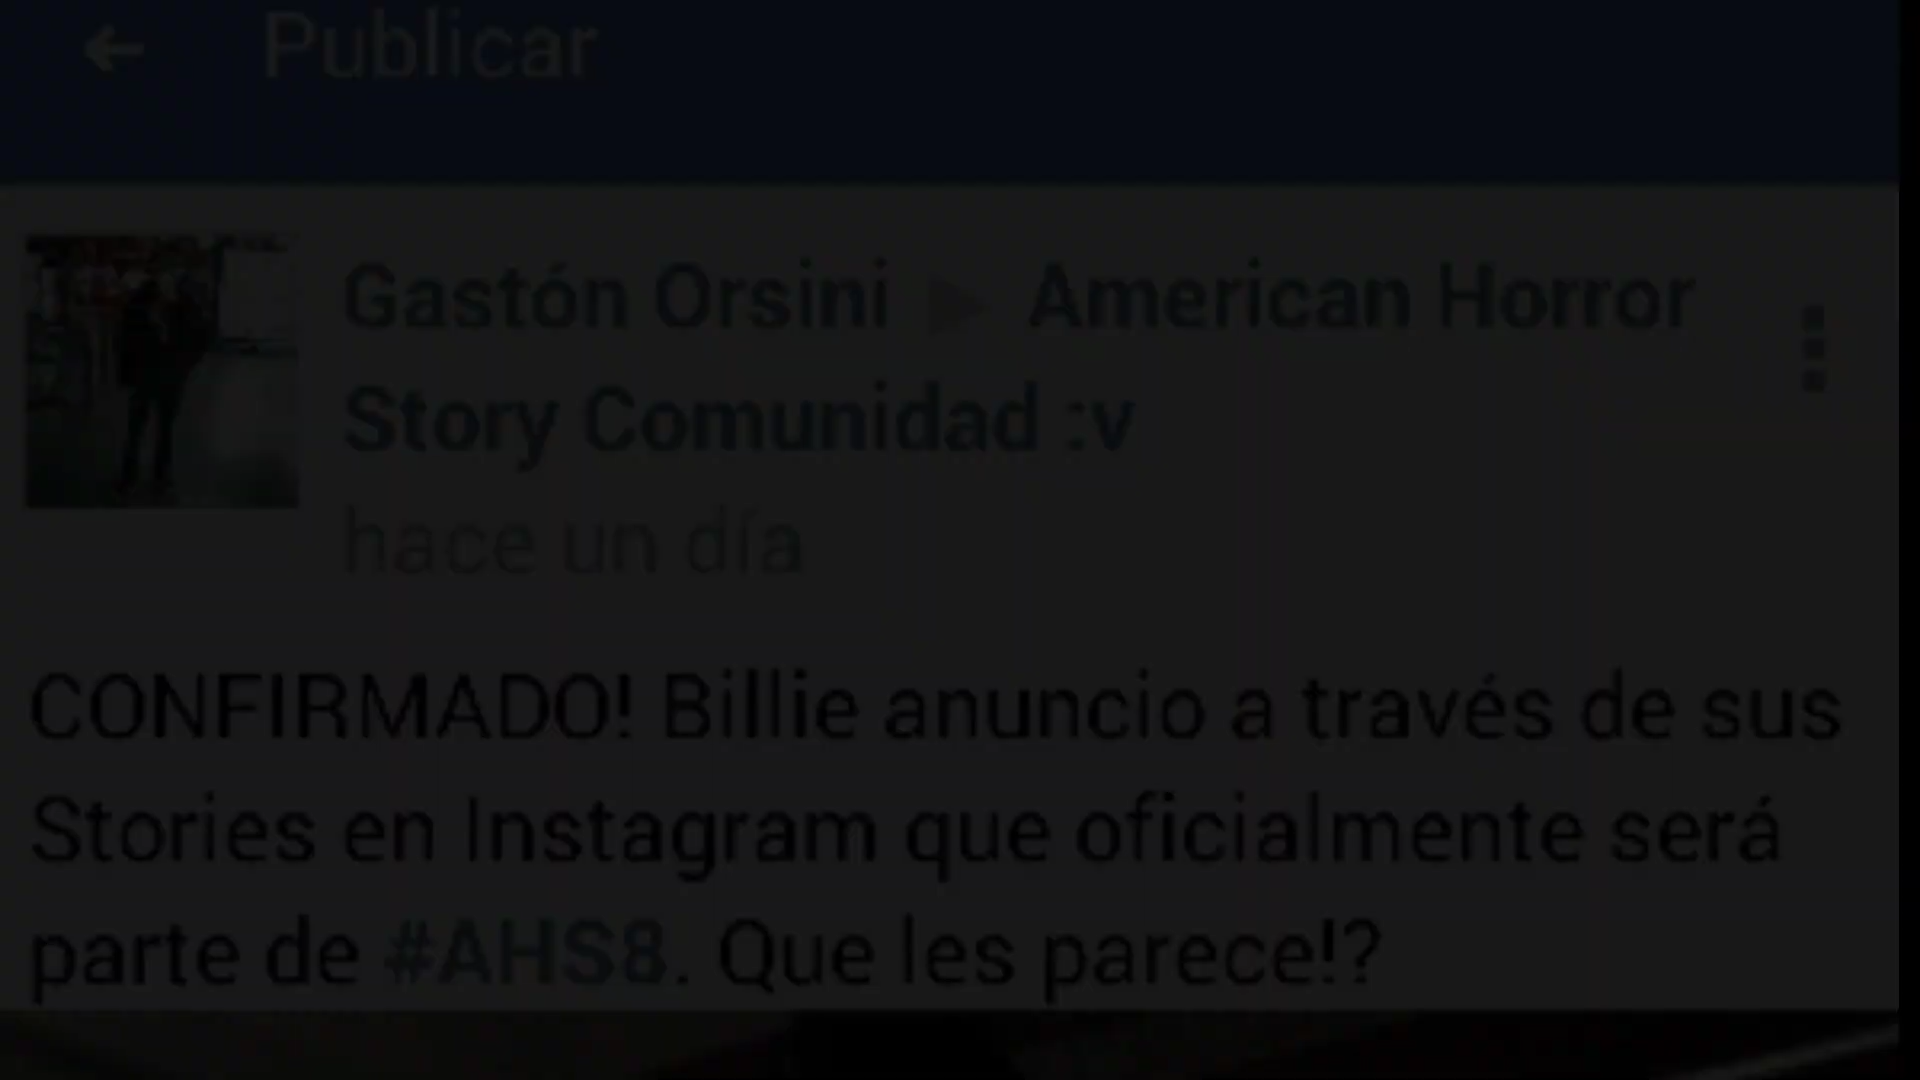 Publicar
Gastón Orsini ▶ American Horror
Story Comunidad :v
hace un día
CONFIRMADO! Billie anuncio a través de sus
Stories en Instagram que oficialmente será
parte de #AHS8. Que les parece!?